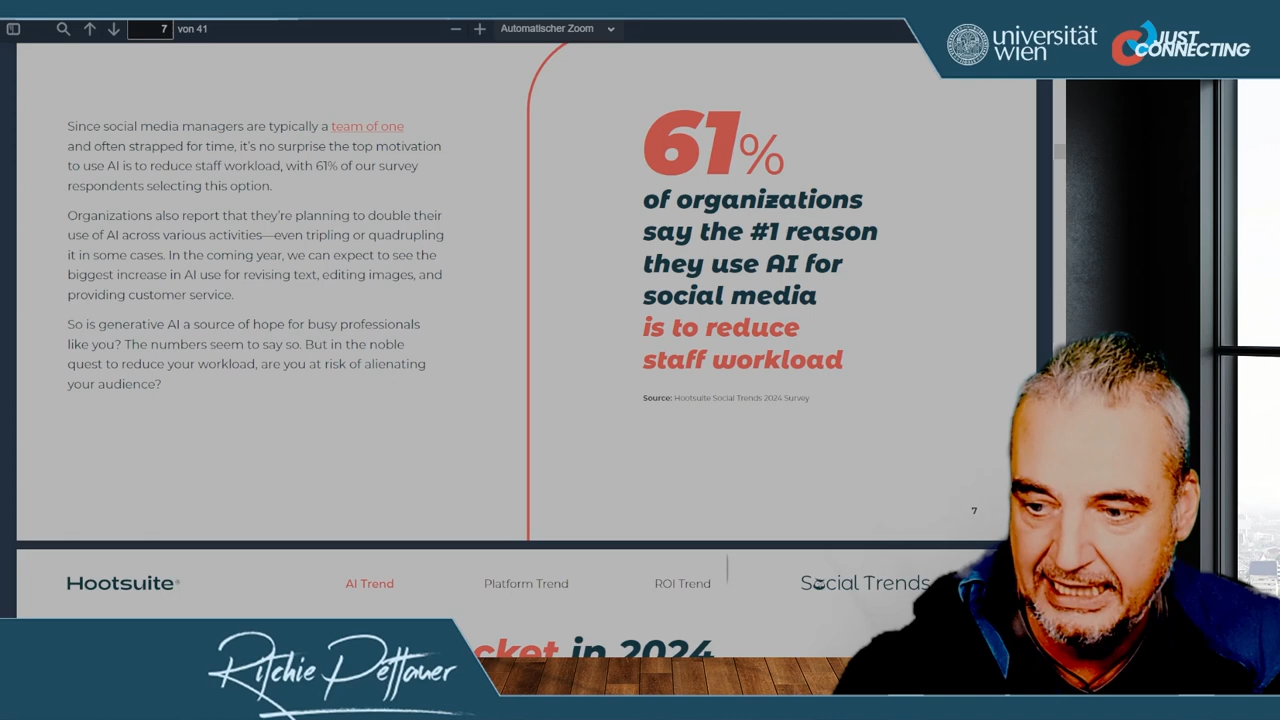 7 von 41
Automatischer Zoom
universität
wien
JUST
CONNECTING
Since social media managers are typically a team of one
and often strapped for time, it's no surprise the top motivation
to use AI is to reduce staff workload, with 61% of our survey
respondents selecting this option.
Organizations also report that they're planning to double their
use of AI across various activities—even tripling or quadrupling
it in some cases. In the coming year, we can expect to see the
biggest increase in AI use for revising text, editing images, and
providing customer service.
So is generative AI a source of hope for busy professionals
like you? The numbers seem to say so. But in the noble
quest to reduce your workload, are you at risk of alienating
your audience?
61%
of organizations
say the #1 reason
they use AI for
social media
is to reduce
staff workload
Source: Hootsuite Social Trends 2024 Survey
7
Hootsuite
AI Trend
Platform Trend
ROI Trend
Social Trends
in 2024
Ritchie Pettauer